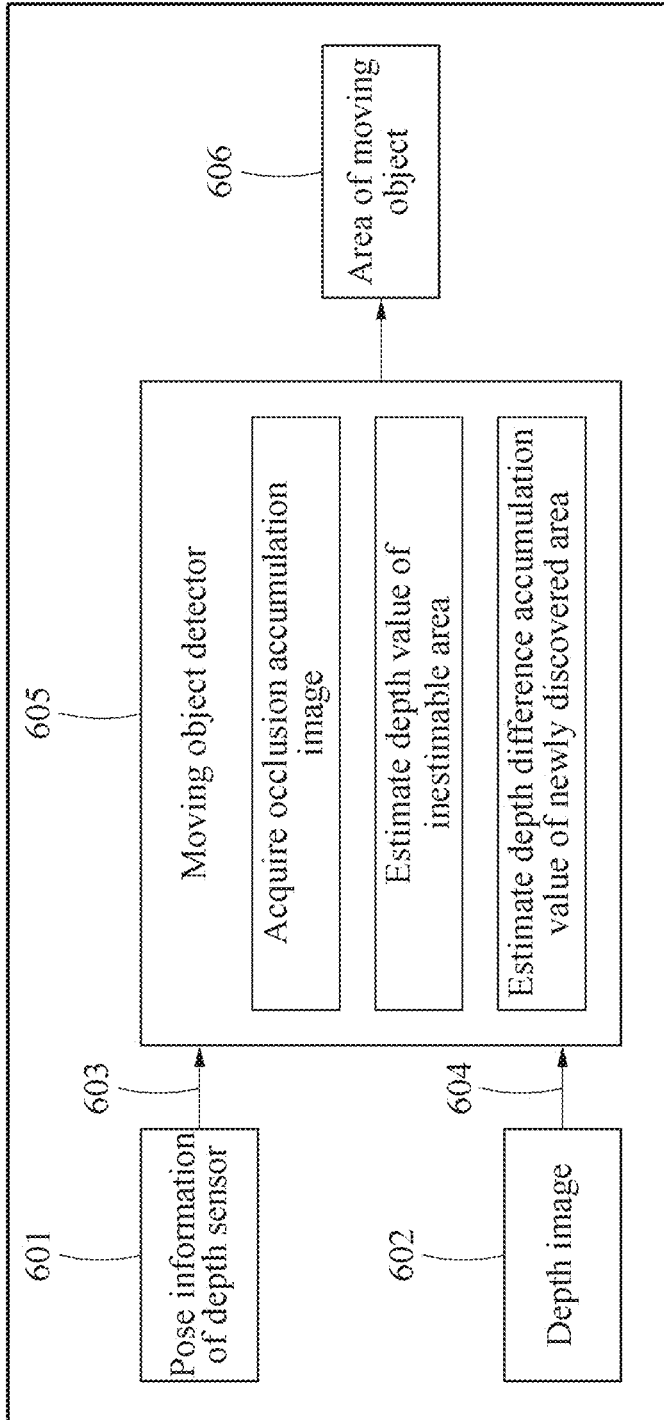 601
Pose information
of depth sensor
602
Depth image
603
604
605
Moving object detector
Acquire occlusion accumulation
image
Estimate depth value of
inestimable area
Estimate depth difference accumulation
value of newly discovered area
606
Area of moving
object